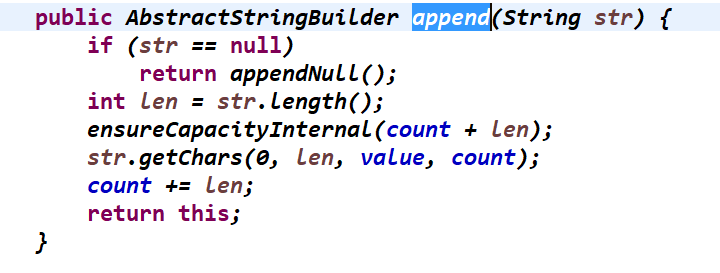 public AbstractStringBuilder append(String str) {
    if (str == null)
        return appendNull();
    int len = str.length();
    ensureCapacityInternal(count + len);
    str.getChars(0, len, value, count);
    count += len;
    return this;
}